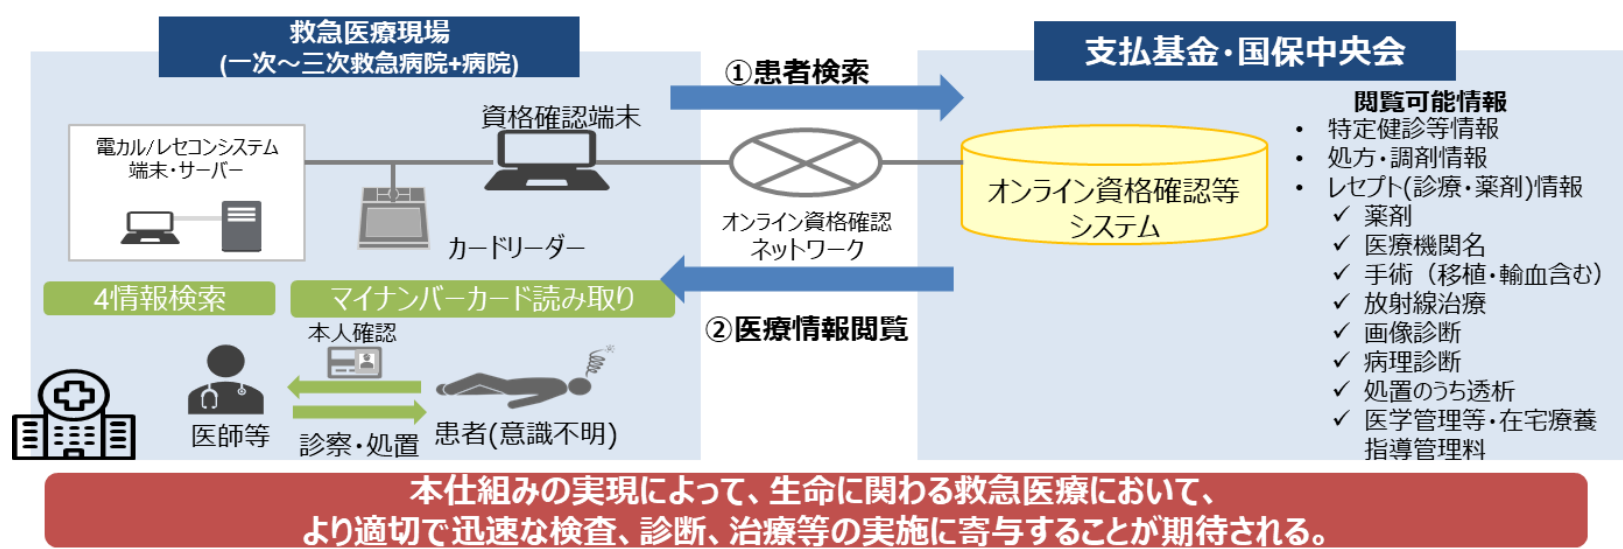 救急医療現場
(一次～三次救急病院+病院)
電カル/レセコンシステム
端末・サーバー
資格確認端末
カードリーダー
4情報検索
マイナンバーカード読み取り
本人確認
医師等
診察・処置
患者(意識不明)
①患者検索
オンライン資格確認
ネットワーク
②医療情報閲覧
支払基金・国保中央会
オンライン資格確認等
システム
閲覧可能情報
• 特定健診等情報
• 処方・調剤情報
• レセプト(診療・薬剤)情報
✓ 薬剤
✓ 医療機関名
✓ 手術（移植・輸血含む）
✓ 放射線治療
✓ 画像診断
✓ 病理診断
✓ 処置のうち透析
✓ 医学管理等・在宅療養
指導管理料
本仕組みの実現によって、生命に関わる救急医療において、
より適切で迅速な検査、診断、治療等の実施に寄与することが期待される。